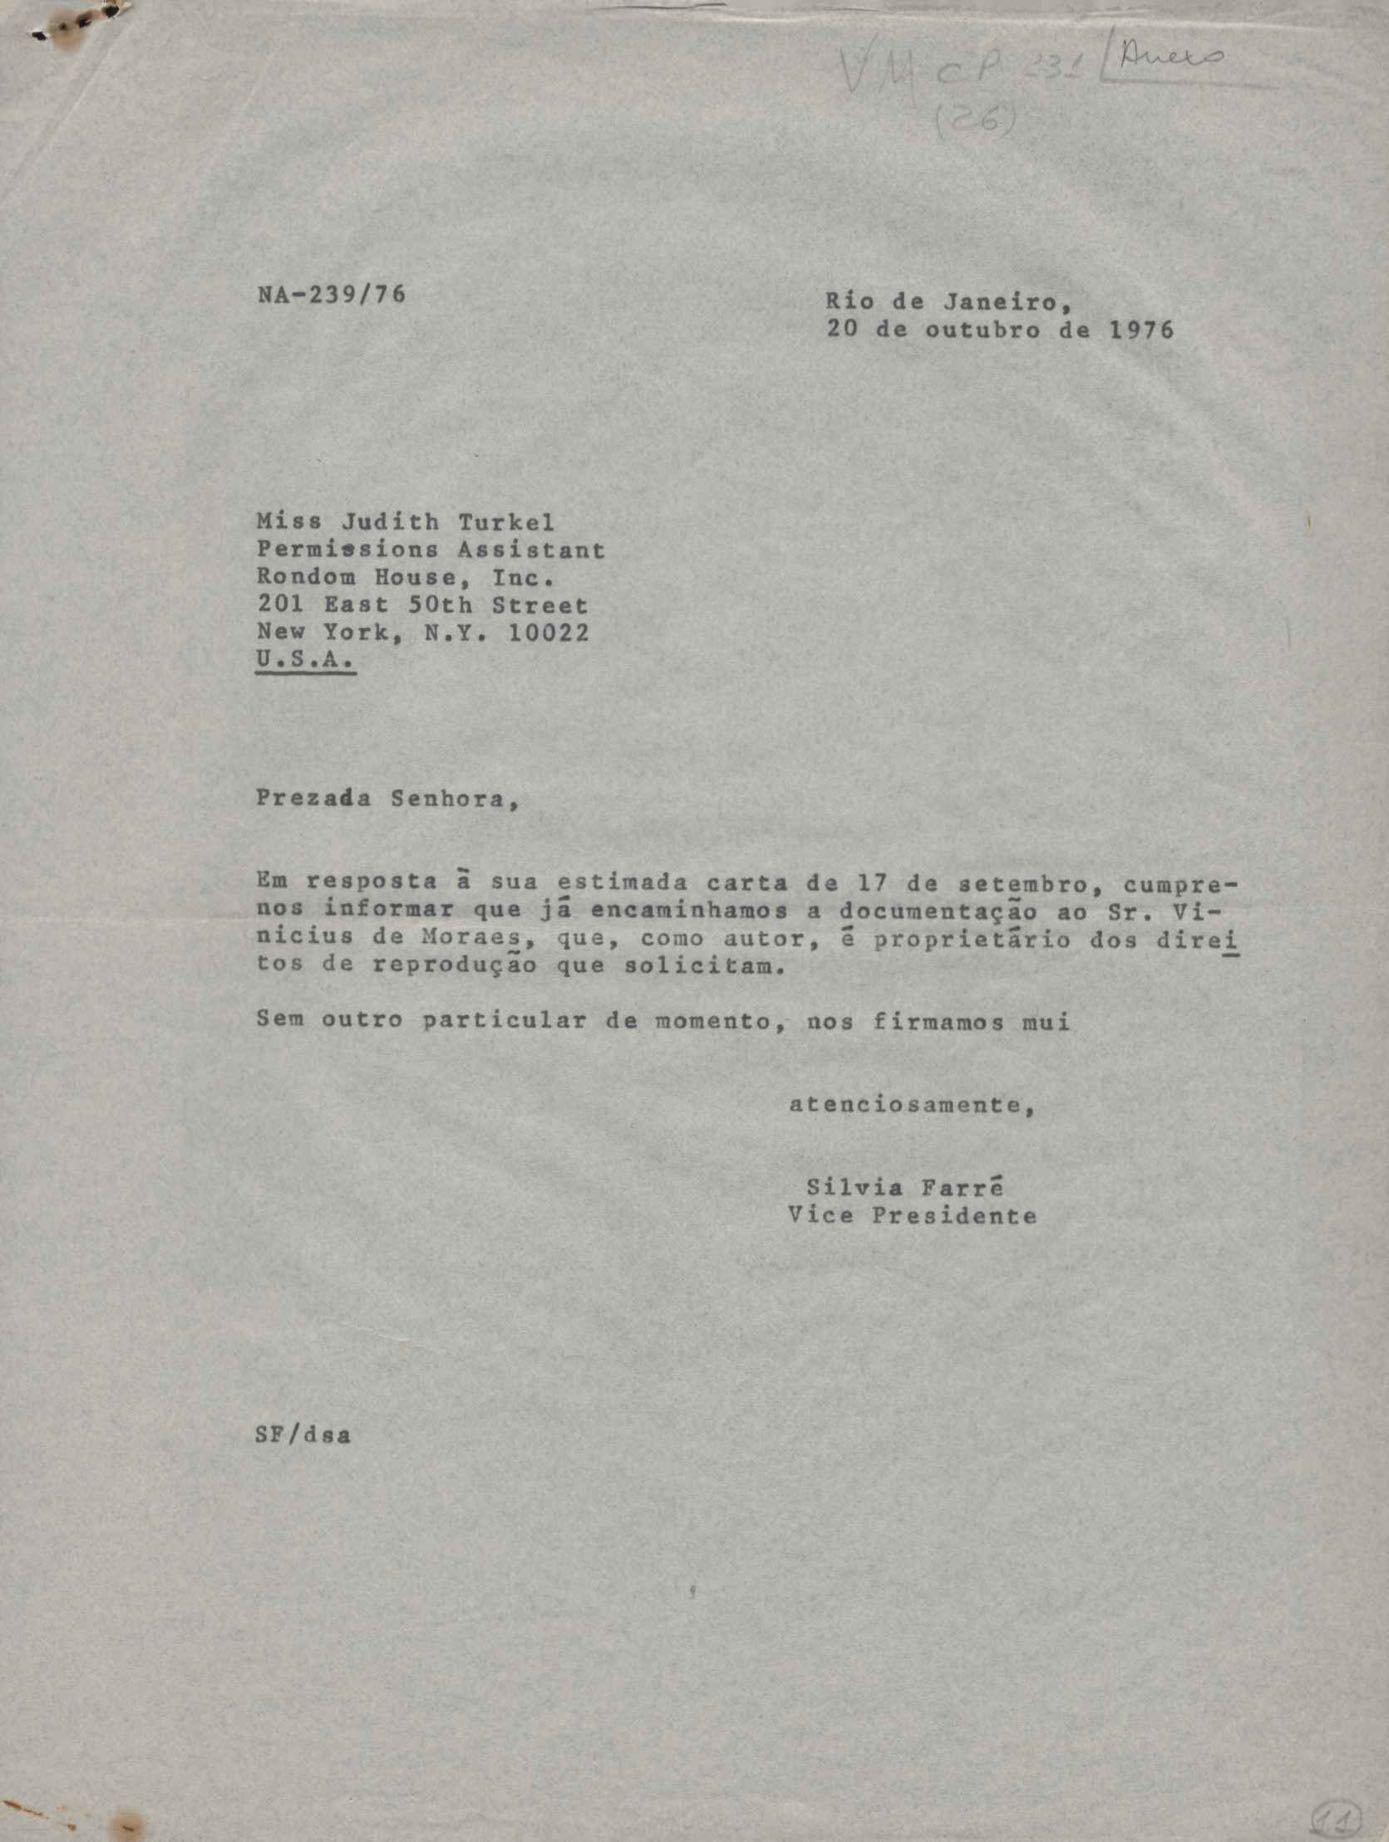 VM CP 231 Anexo
(26)
NA-239/76
Rio de Janeiro,
20 de outubro de 1976
Miss Judith Turkel
Permissions Assistant
Rondom House, Inc.
201 East 50th Street
New York, N.Y. 10022
U.S.A.
Prezada Senhora,
Em resposta à sua estimada carta de 17 de setembro, cumpre-
nos informar que já encaminhamos a documentação ao Sr. Vi-
nicius de Moraes, que, como autor, é proprietário dos direi
tos de reprodução que solicitam.
Sem outro particular de momento, nos firmamos mui
atenciosamente,
Silvia Farré
Vice Presidente
SF/dsa
11